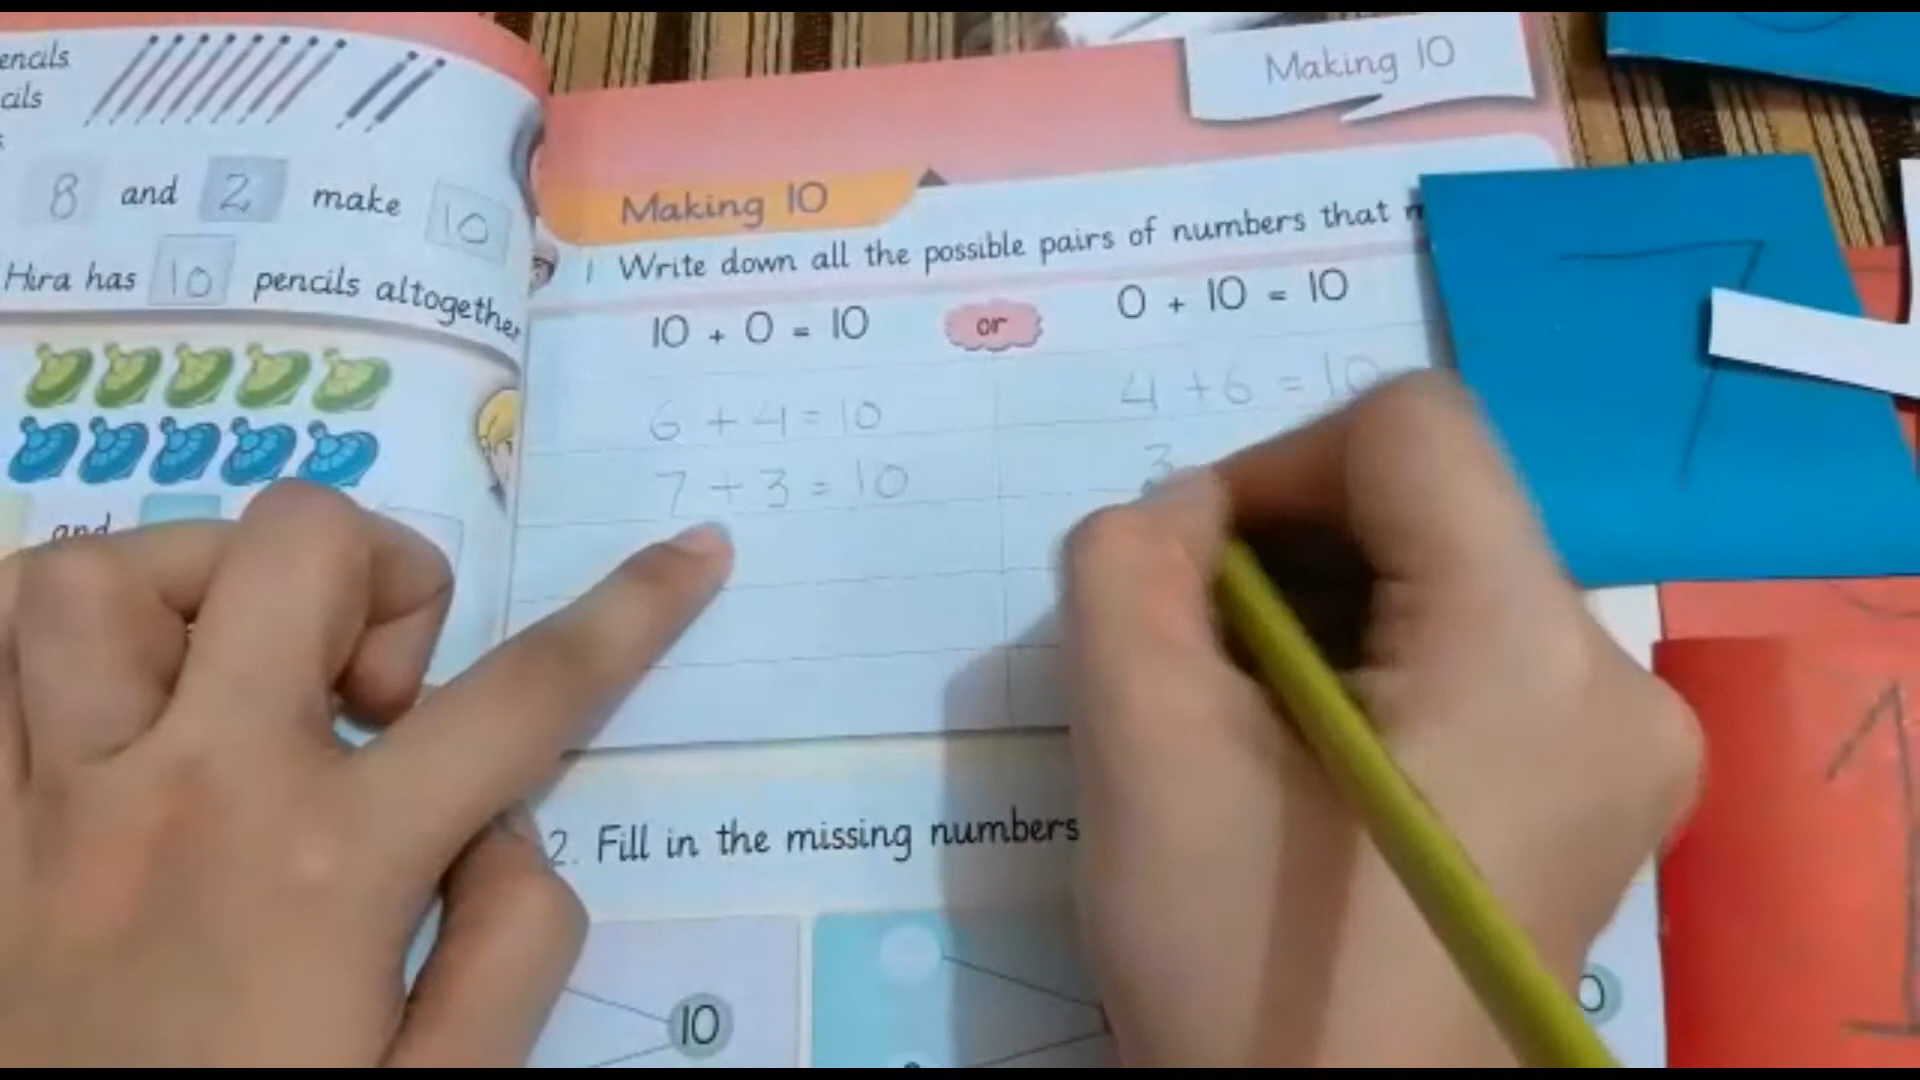 encils
cils
8 and 2 make 10
Hira has 10 pencils altogether
and
Making 10
Making 10
1 Write down all the possible pairs of numbers that
10 + 0 = 10 or 0 + 10 = 10
6 + 4 = 10 4 + 6 = 10
7 + 3 = 10 3
2. Fill in the missing numbers
10
7
1